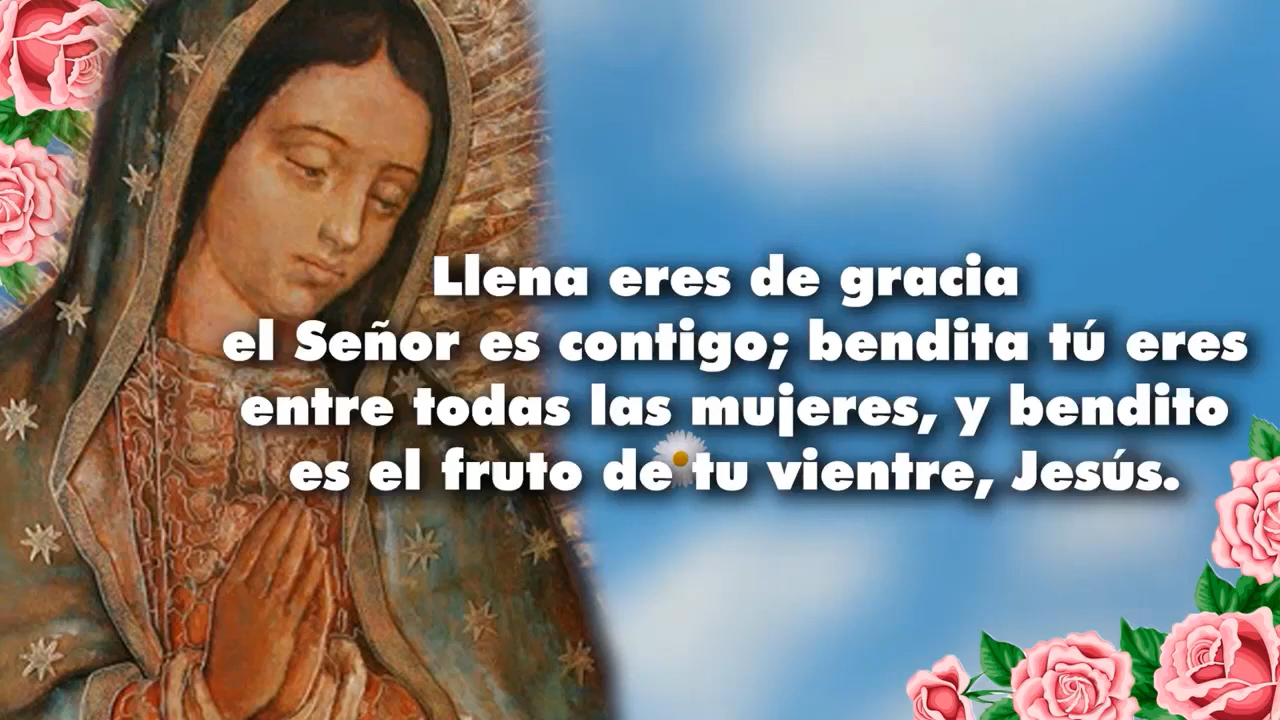 Llena eres de gracia
el Señor es contigo; bendita tú eres
entre todas las mujeres, y bendito
es el fruto de tu vientre, Jesús.